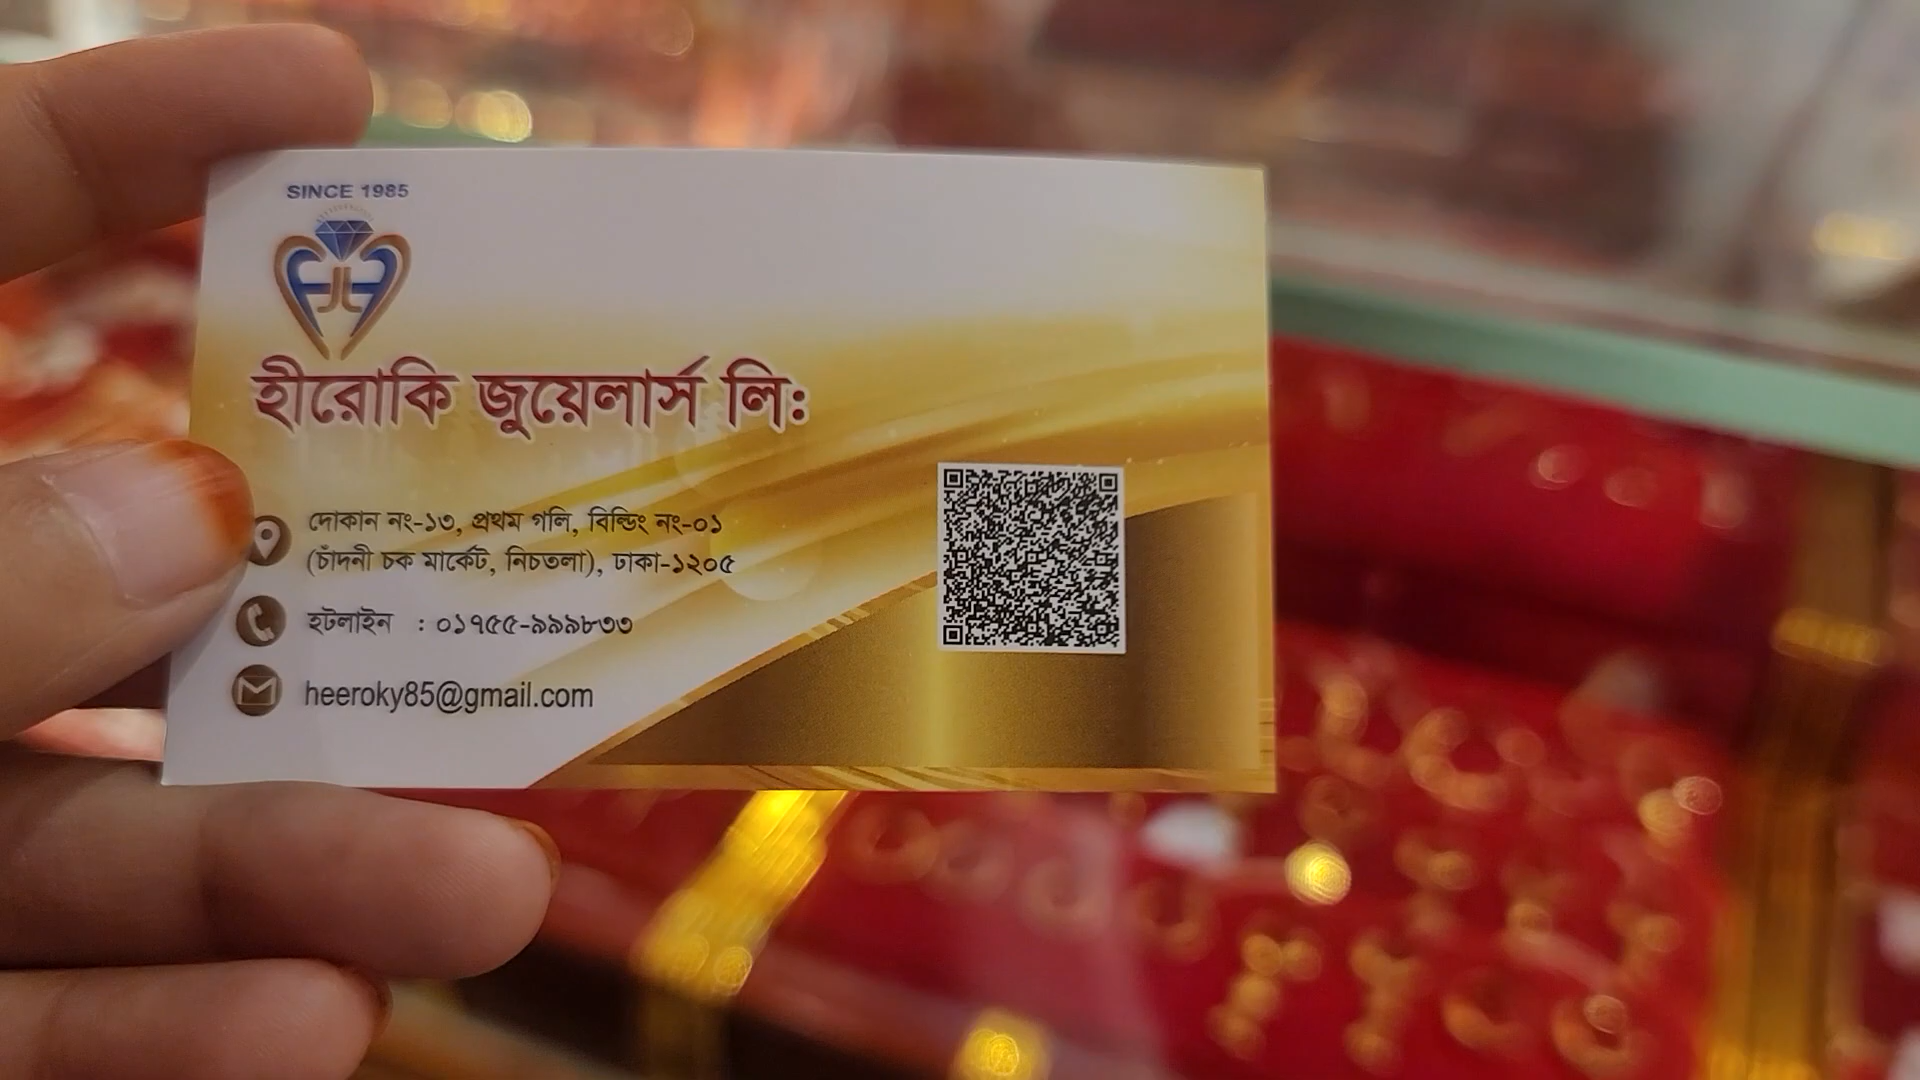 SINCE 1985
হীরোকি জুয়েলার্স লি:
দোকান নং-১৩, প্রথম গলি, বিল্ডিং নং-০১
(চাঁদনী চক মার্কেট, নিচতলা), ঢাকা-১২০৫
হটলাইন : ০১৭৫৫-৯৯৯৮৩৩
heeroky85@gmail.com